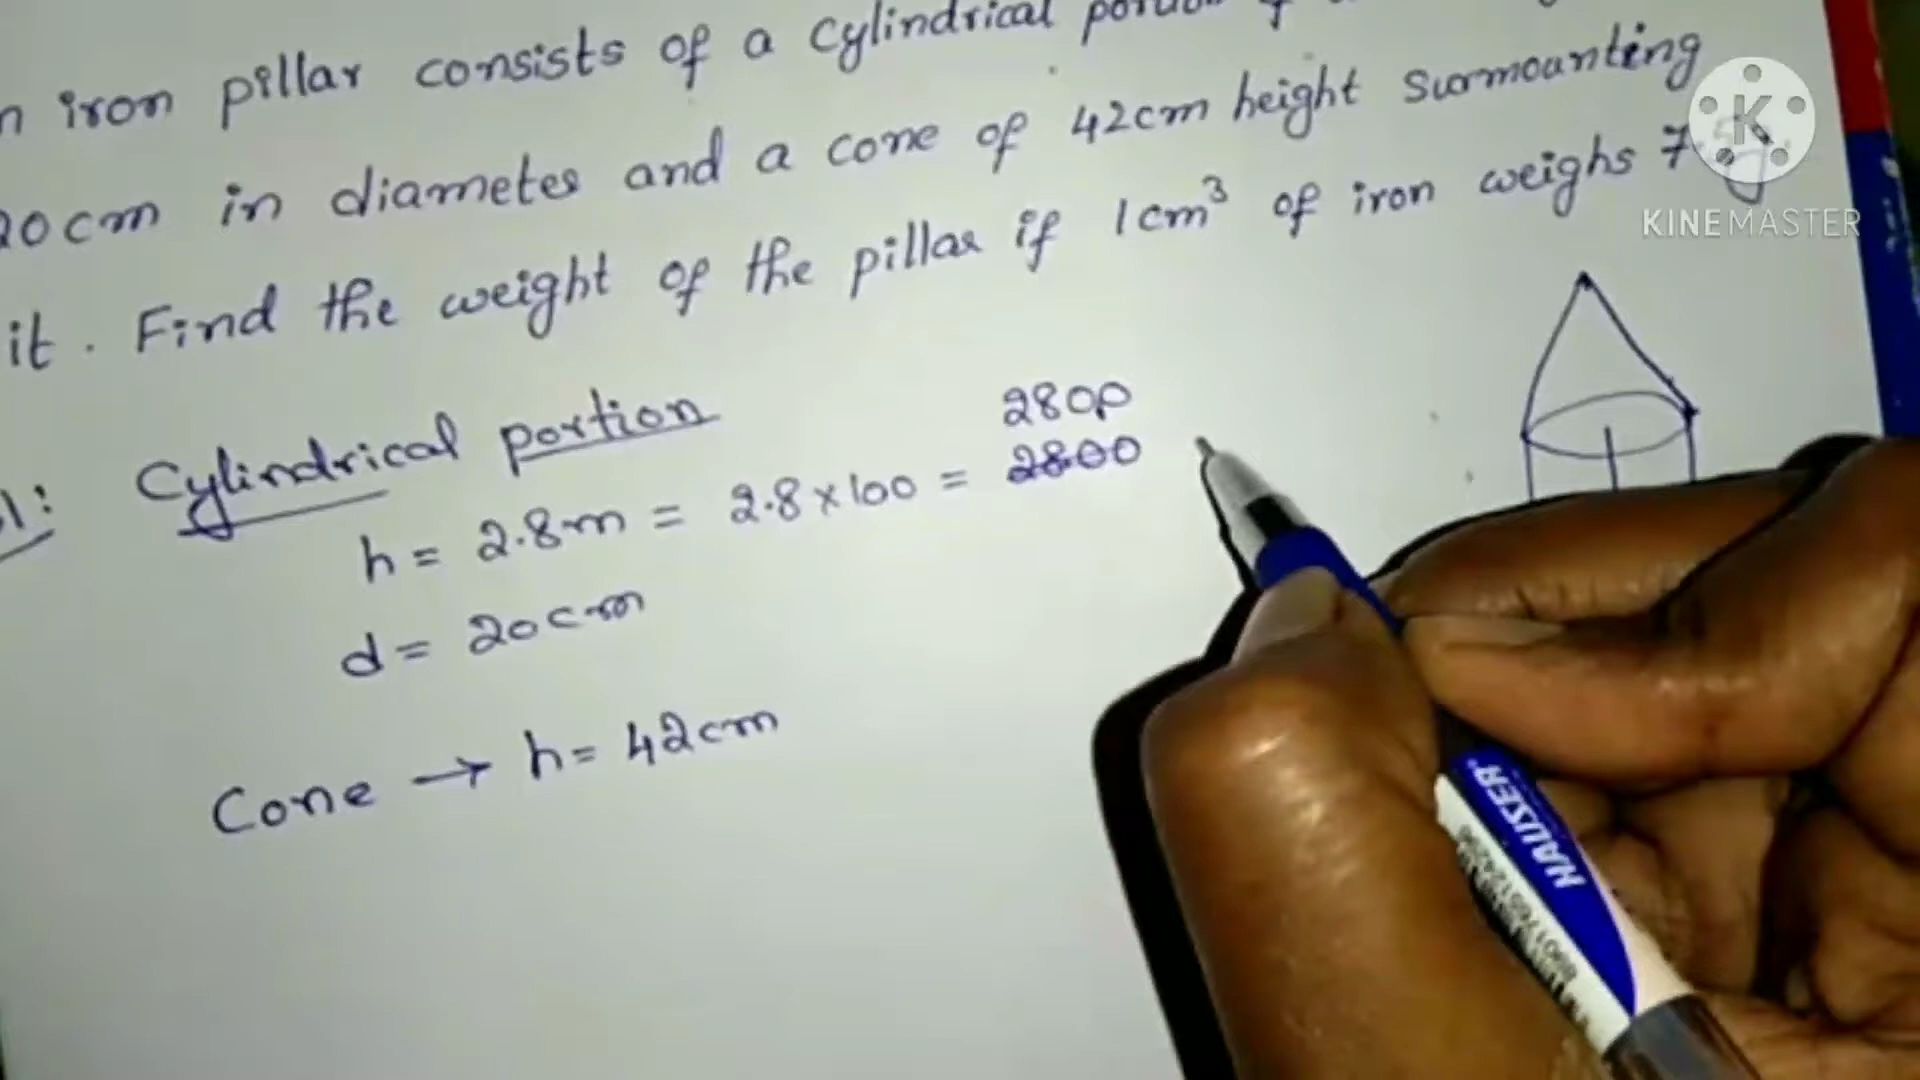 iron pillar consists of a cylindrical
20cm in diameter and a cone of 42cm height surmounting
it. Find the weight of the pillar if 1cm³ of iron weighs
KINEMASTER
Cylindrical portion
2800
h = 2.8m = 2.8 × 100 = 2800
d = 20cm
Cone → h = 42cm
HAUSER